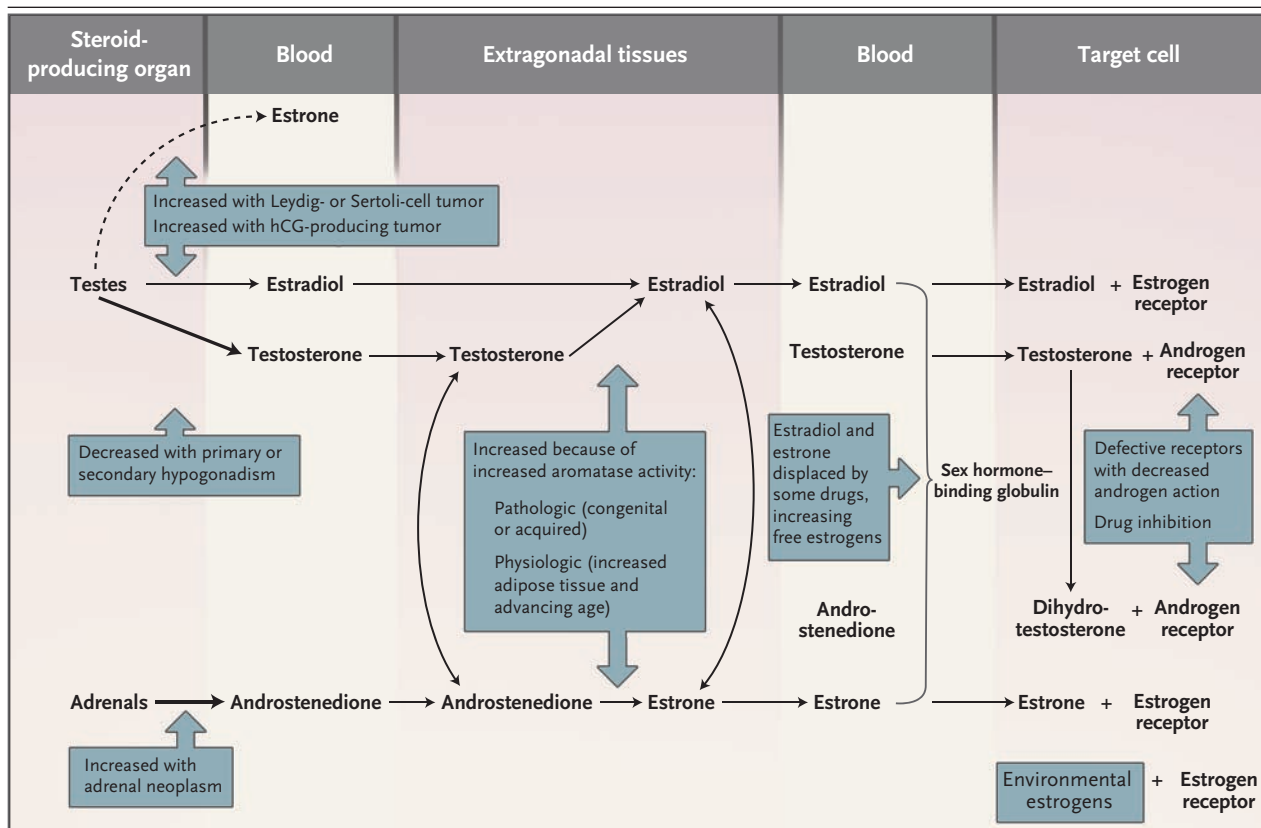 Steroid-
producing organ
Blood
Extragonadal tissues
Blood
Target cell
Estrone
Increased with Leydig- or Sertoli-cell tumor
Increased with hCG-producing tumor
Testes
Estradiol
Estradiol
Estradiol
Estradiol + Estrogen
receptor
Testosterone
Testosterone
Testosterone
Testosterone + Androgen
receptor
Decreased with primary or
secondary hypogonadism
Increased because of
increased aromatase activity:
Pathologic (congenital
or acquired)
Physiologic (increased
adipose tissue and
advancing age)
Estradiol and
estrone
displaced by
some drugs,
increasing
free estrogens
Sex hormone–
binding globulin
Defective receptors
with decreased
androgen action
Drug inhibition
Andro-
stenedione
Dihydro-
testosterone
+ Androgen
receptor
Adrenals
Androstenedione
Androstenedione
Estrone
Estrone
Estrone + Estrogen
receptor
Increased with
adrenal neoplasm
Environmental
estrogens
+ Estrogen
receptor